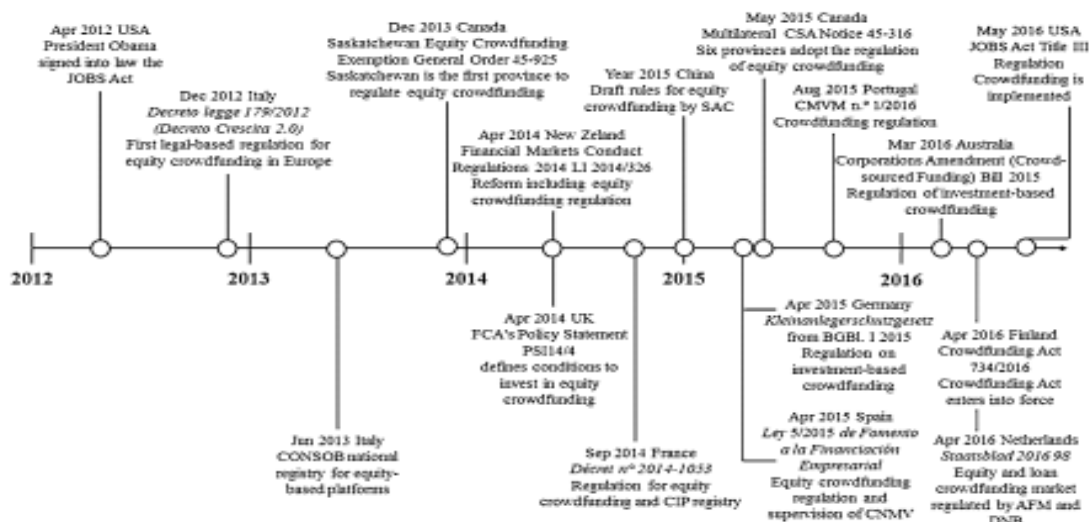 Apr 2012 USA
President Obama
signed into law the
JOBS Act
Dec 2012 Italy
Decreto legge 179/2012
(Decreto Crescita 2.0)
First legal-based regulation for
equity crowdfunding in Europe
Dec 2013 Canada
Saskatchewan Equity Crowdfunding
Exemption General Order 45-925
Saskatchewan is the first province to
regulate equity crowdfunding
Apr 2014 New Zeland
Financial Markets Conduct
Regulations 2014 LI 2014/326
Reform including equity
crowdfunding regulation
Year 2015 China
Draft rules for equity
crowdfunding by SAC
May 2015 Canada
Multilateral CSA Notice 45-316
Six provinces adopt the regulation
of equity crowdfunding
Aug 2015 Portugal
CMVM n.º 1/2016
Crowdfunding regulation
Mar 2016 Australia
Corporations Amendment (Crowd-
sourced Funding) Bill 2015
Regulation of investment-based
crowdfunding
May 2016 USA
JOBS Act Title III
Regulation
Crowdfunding is
implemented
2012
2013
2014
2015
2016
Jun 2013 Italy
CONSOB national
registry for equity-
based platforms
Apr 2014 UK
FCA's Policy Statement
PS114/4
defines conditions to
invest in equity
crowdfunding
Sep 2014 France
Décret n° 2014-1053
Regulation for equity
crowdfunding and CIP registry
Apr 2015 Germany
Kleinanlegerschutzgesetz
from BGBl. I 2015
Regulation on
investment-based
crowdfunding
Apr 2015 Spain
Ley 5/2015 de Fomento
a la Financiación
Empresarial
Equity crowdfunding
regulation and
supervision of CNMV
Apr 2016 Finland
Crowdfunding Act
734/2016
Crowdfunding Act
enters into force
Apr 2016 Netherlands
Staatsblad 2016 98
Equity and loan
crowdfunding market
regulated by AFM and
DNB